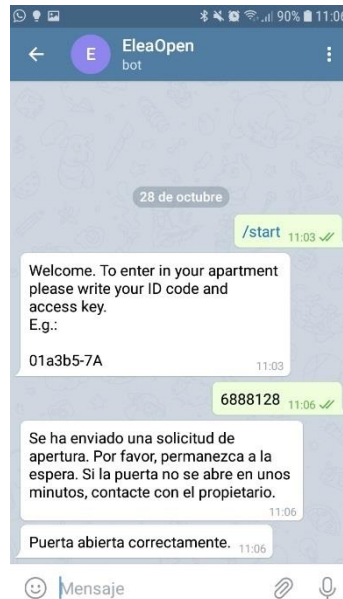 90% 11:06
E
EleaOpen
bot
28 de octubre
/start 11:03
Welcome. To enter in your apartment
please write your ID code and
access key.
E.g.:
01a3b5-7A
11:03
6888128 11:06
Se ha enviado una solicitud de
apertura. Por favor, permanezca a la
espera. Si la puerta no se abre en unos
minutos, contacte con el propietario.
11:06
Puerta abierta correctamente. 11:06
Mensaje